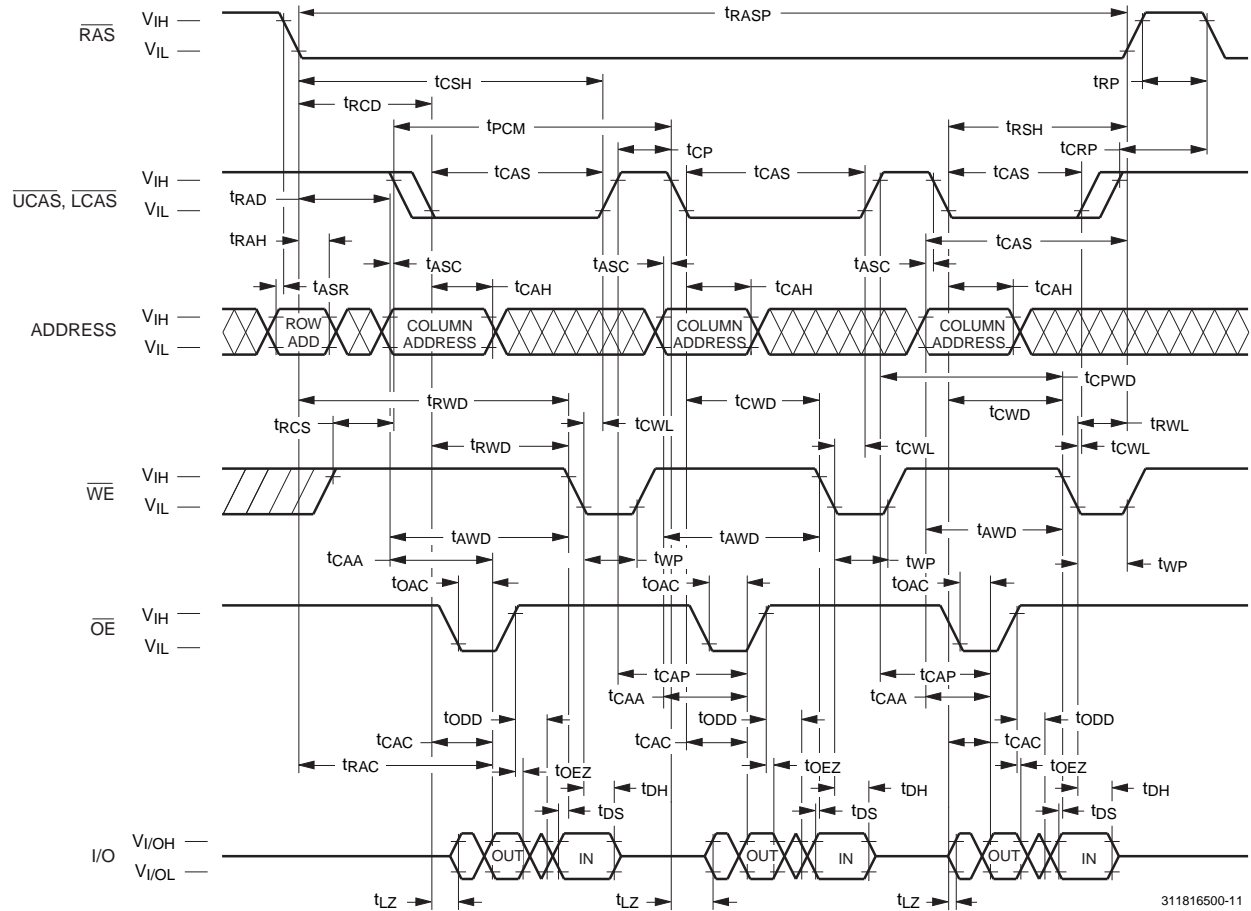 RAS
VIH
VIL
tRASP
tRP
tCSH
tRCD
tPCM
tRSH
tCP
tCRP
UCAS, LCAS
VIH
VIL
tCAS
tCAS
tCAS
tRAD
tRAH
tCAS
tASC
tASC
tASC
tASR
tCAH
tCAH
tCAH
ADDRESS
VIH
VIL
ROW ADD
COLUMN ADDRESS
COLUMN ADDRESS
COLUMN ADDRESS
tCPWD
tRWD
tCWD
tCWD
tRCS
tCWL
tRWL
tRWD
tCWL
tCWL
WE
VIH
VIL
tAWD
tAWD
tAWD
tCAA
tWP
tWP
tWP
tOAC
tOAC
tOAC
OE
VIH
VIL
tCAP
tCAP
tCAA
tCAA
tODD
tODD
tODD
tCAC
tCAC
tCAC
tRAC
tOEZ
tOEZ
tOEZ
tDH
tDH
tDH
tDS
tDS
tDS
I/O
VI/OH
VI/OL
OUT
IN
OUT
IN
OUT
IN
tLZ
tLZ
tLZ
311816500-11